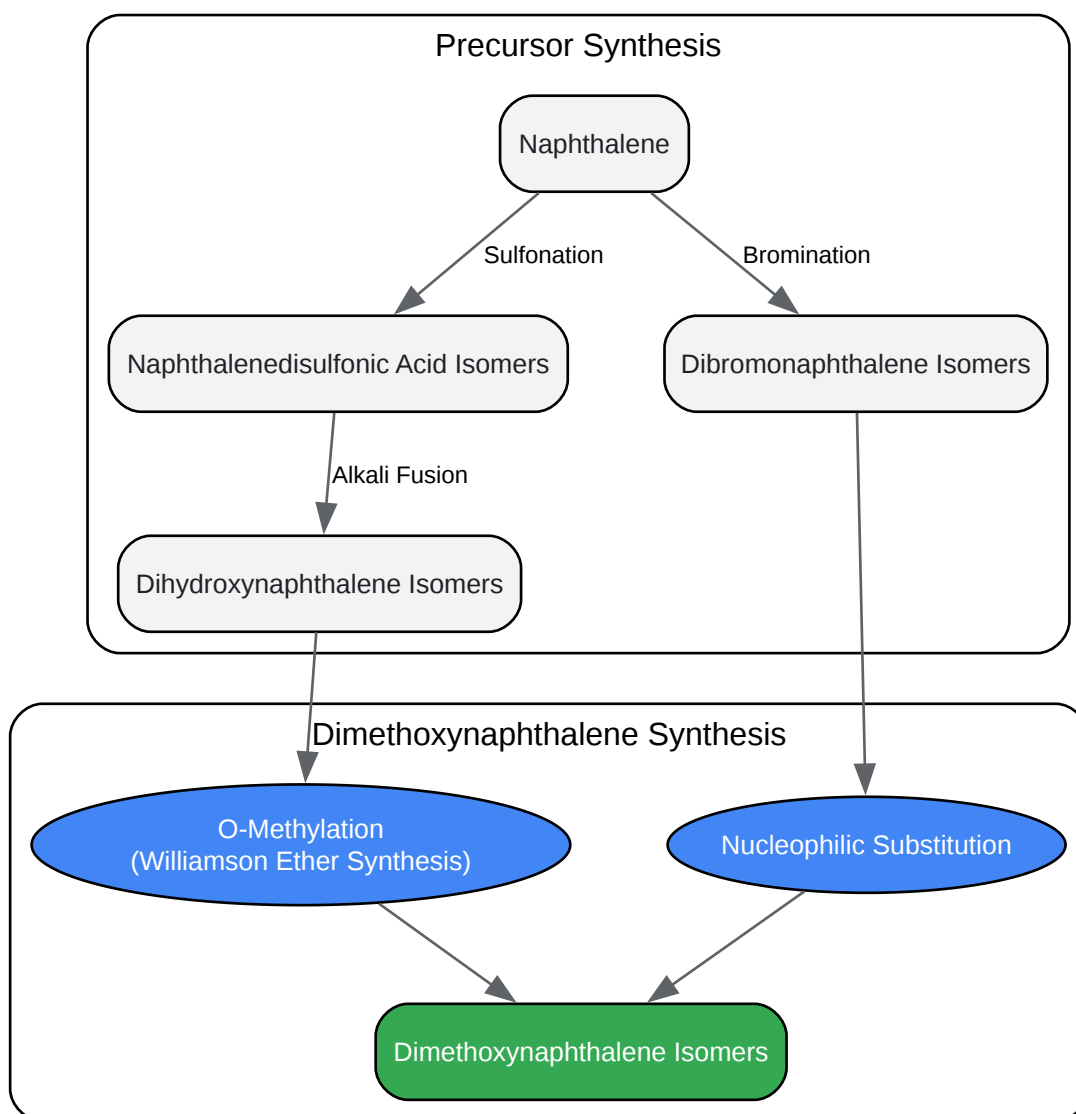 Precursor Synthesis
Naphthalene
Sulfonation
Bromination
Naphthalenedisulfonic Acid Isomers
Dibromonaphthalene Isomers
Alkali Fusion
Dihydroxynaphthalene Isomers
Dimethoxynaphthalene Synthesis
O-Methylation
(Williamson Ether Synthesis)
Nucleophilic Substitution
Dimethoxynaphthalene Isomers